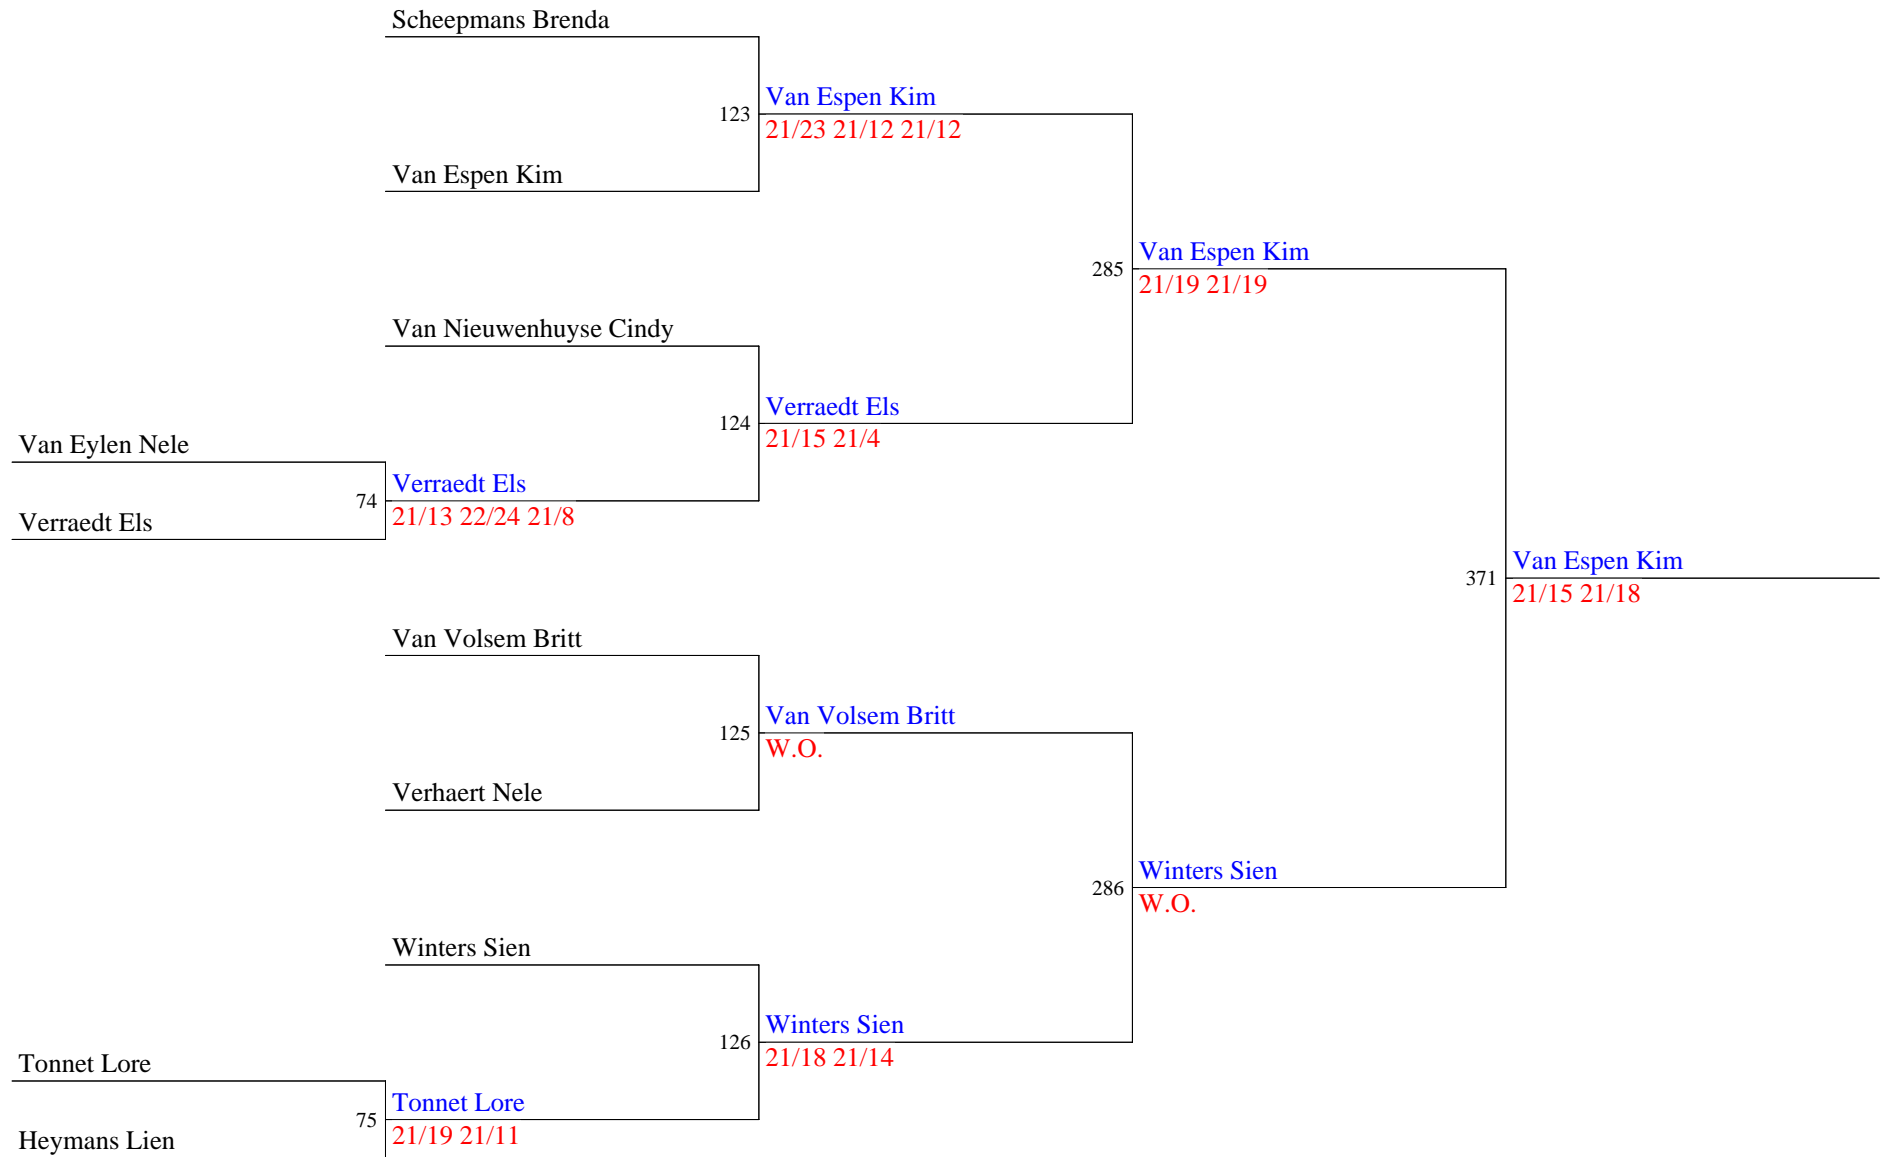 Scheepmans Brenda
123
Van Espen Kim
21/23 21/12 21/12
Van Espen Kim
285
Van Espen Kim
21/19 21/19
Van Nieuwenhuyse Cindy
124
Verraedt Els
21/15 21/4
Van Eylen Nele
74
Verraedt Els
21/13 22/24 21/8
Verraedt Els
371
Van Espen Kim
21/15 21/18
Van Volsem Britt
125
Van Volsem Britt
W.O.
Verhaert Nele
286
Winters Sien
W.O.
Winters Sien
126
Winters Sien
21/18 21/14
Tonnet Lore
75
Tonnet Lore
21/19 21/11
Heymans Lien